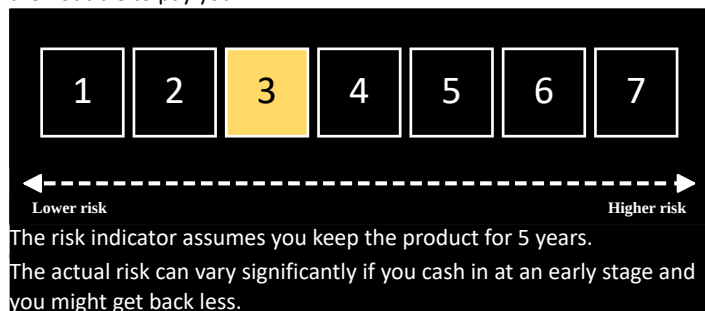 1 2 3 4 5 6 7
Lower risk Higher risk
The risk indicator assumes you keep the product for 5 years.
The actual risk can vary significantly if you cash in at an early stage and
you might get back less.